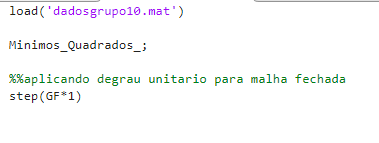 load('dadosgrupo10.mat')
Minimos_Quadrados_;
%%aplicando degrau unitario para malha fechada
step(GF*1)